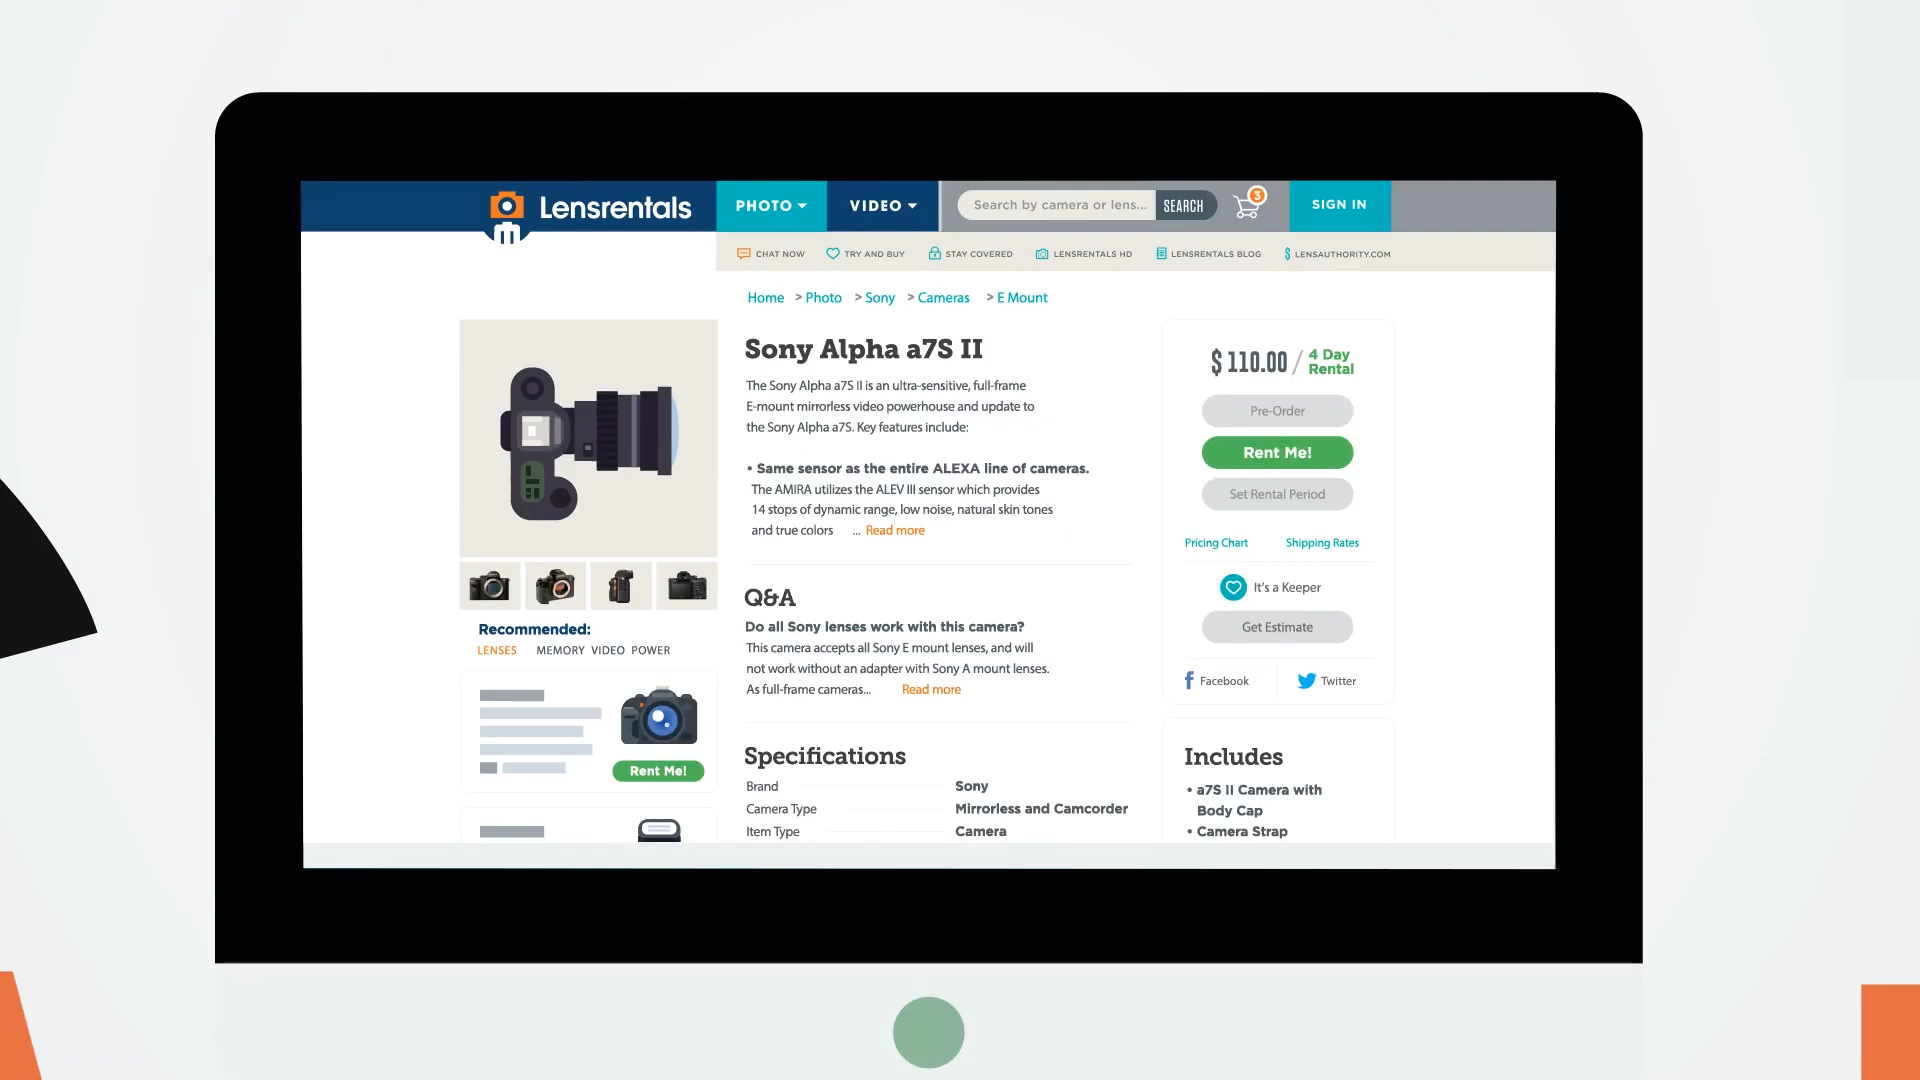 Lensrentals
PHOTO
VIDEO
Search by camera or lens...
SEARCH
3
SIGN IN
CHAT NOW
TRY AND BUY
STAY COVERED
LENSRENTALS HD
LENSRENTALS BLOG
LENSAUTHORITY.COM
Home > Photo > Sony > Cameras > E Mount
Sony Alpha a7S II
The Sony Alpha a7S II is an ultra-sensitive, full-frame
E-mount mirrorless video powerhouse and update to
the Sony Alpha a7S. Key features include:
• Same sensor as the entire ALEXA line of cameras.
The AMIRA utilizes the ALEV III sensor which provides
14 stops of dynamic range, low noise, natural skin tones
and true colors ... Read more
Q&A
Do all Sony lenses work with this camera?
This camera accepts all Sony E mount lenses, and will
not work without an adapter with Sony A mount lenses.
As full-frame cameras... Read more
Specifications
Brand Sony
Camera Type Mirrorless and Camcorder
Item Type Camera
Recommended:
LENSES MEMORY VIDEO POWER
Rent Me!
$110.00 / 4 Day
Rental
Pre-Order
Rent Me!
Set Rental Period
Pricing Chart
Shipping Rates
It's a Keeper
Get Estimate
Facebook
Twitter
Includes
• a7S II Camera with
Body Cap
• Camera Strap